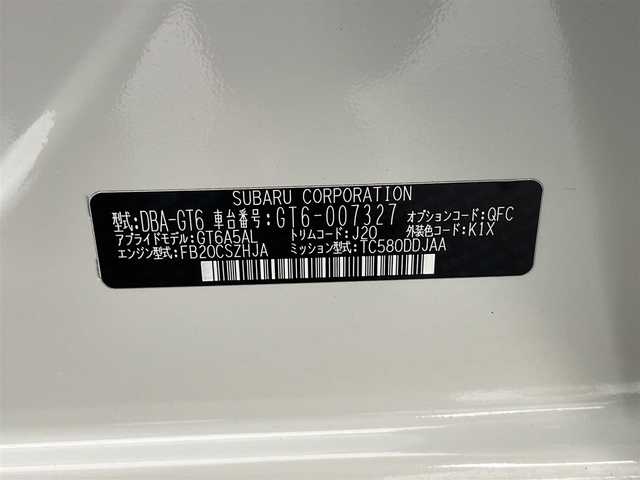 SUBARU CORPORATION
型式:DBA-GT6 車台番号:GT6-007327 オプションコード:QFC
アプライドモデル:GT6A5AL トリムコード:J20 外装色コード:K1X
エンジン型式:FB20CSZHJA ミッション型式:TC580DDJAA